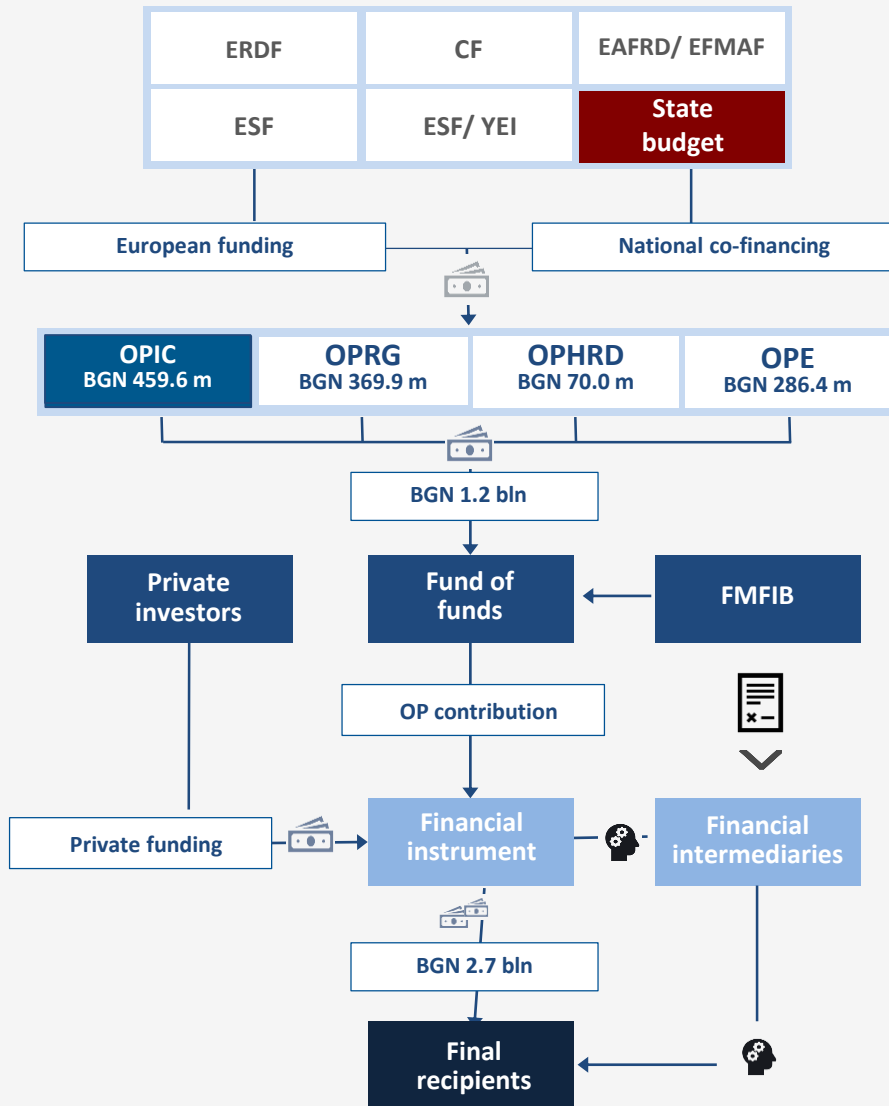 ERDF
CF
EAFRD/ EFMAF
ESF
ESF/ YEI
State
budget
European funding
National co-financing
OPIC
BGN 459.6 m
OPRG
BGN 369.9 m
OPHRD
BGN 70.0 m
OPE
BGN 286.4 m
BGN 1.2 bln
Private
investors
Fund of
funds
FMFIB
OP contribution
Private funding
Financial
instrument
Financial
intermediaries
BGN 2.7 bln
Final
recipients